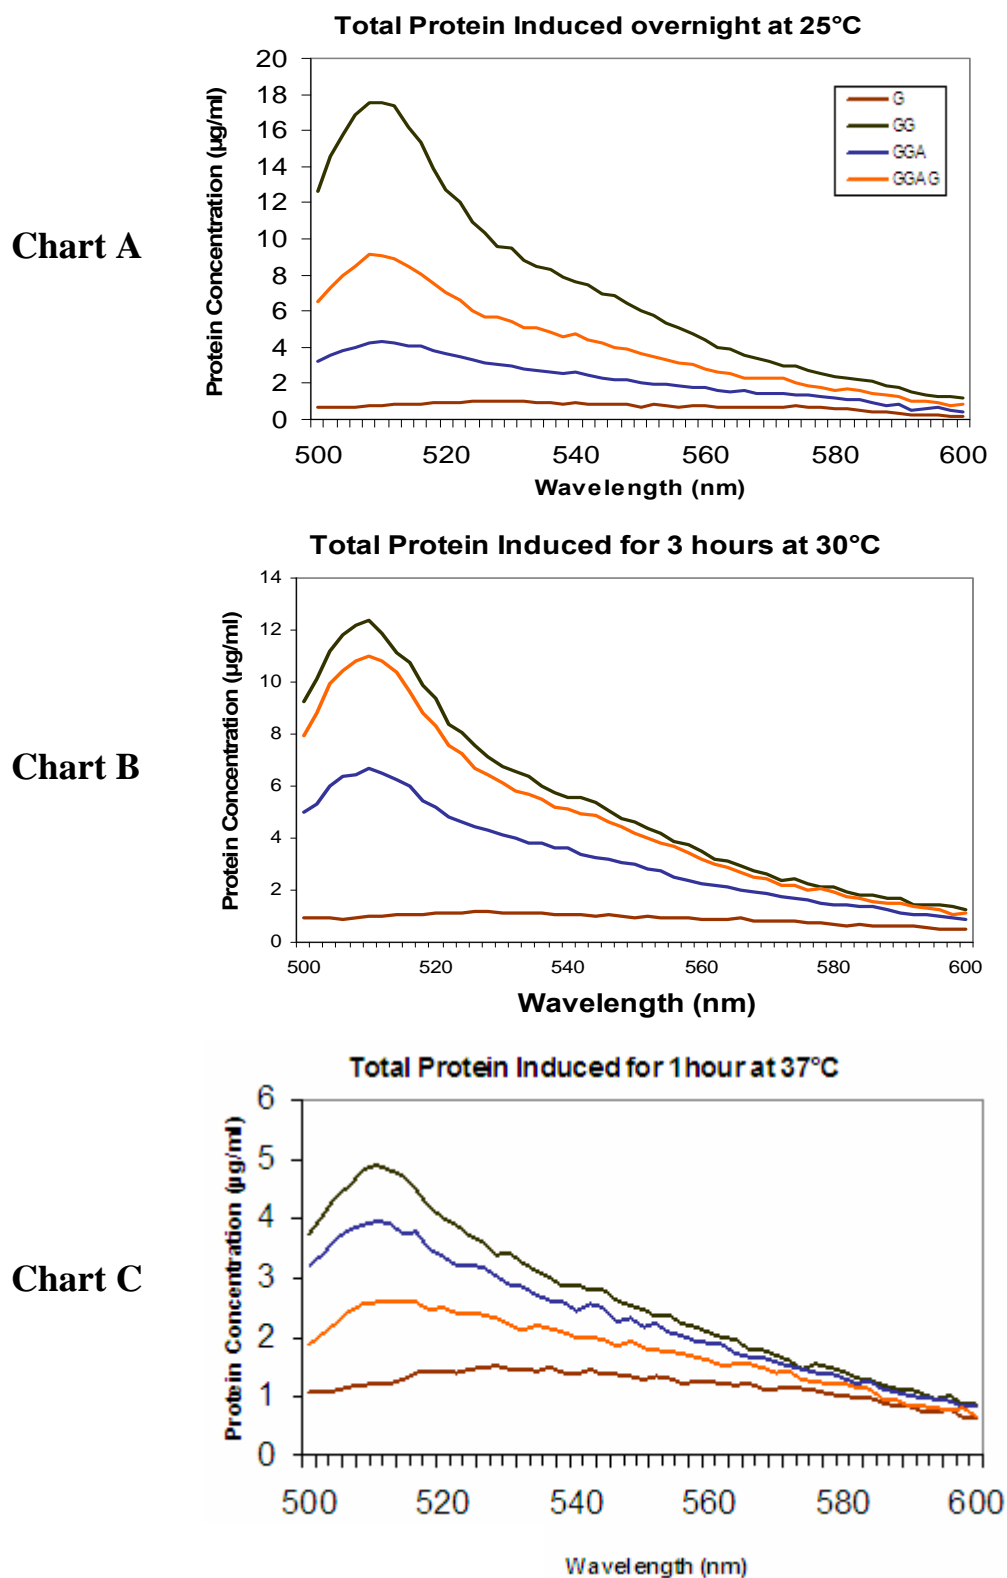 Chart A
Total Protein Induced overnight at 25°C
Protein Concentration (µg/ml)
20
18
16
14
12
10
8
6
4
2
0
G
GG
GGA
GGAG
500 520 540 560 580 600
Wavelength (nm)
Chart B
Total Protein Induced for 3 hours at 30°C
Protein Concentration (µg/ml)
14
12
10
8
6
4
2
0
500 520 540 560 580 600
Wavelength (nm)
Chart C
Total Protein Induced for 1hour at 37°C
Protein Concentration (µg/ml)
6
5
4
3
2
1
0
500 520 540 560 580 600
Wavelength (nm)